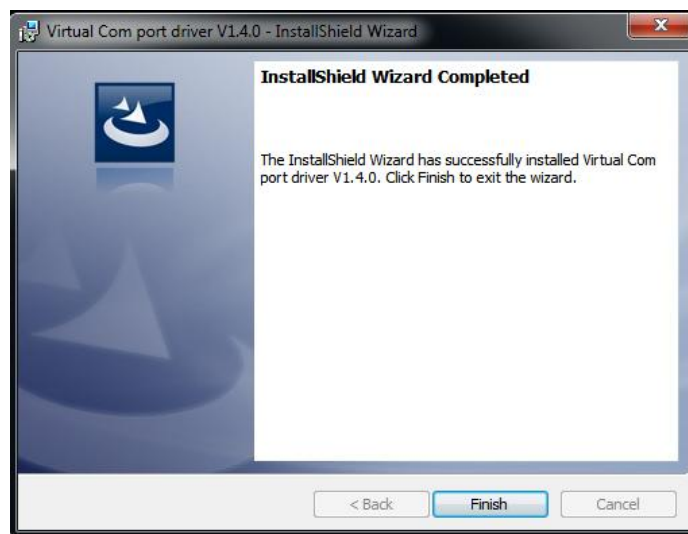 Virtual Com port driver V1.4.0 - InstallShield Wizard
InstallShield Wizard Completed
The InstallShield Wizard has successfully installed Virtual Com
port driver V1.4.0. Click Finish to exit the wizard.
< Back
Finish
Cancel